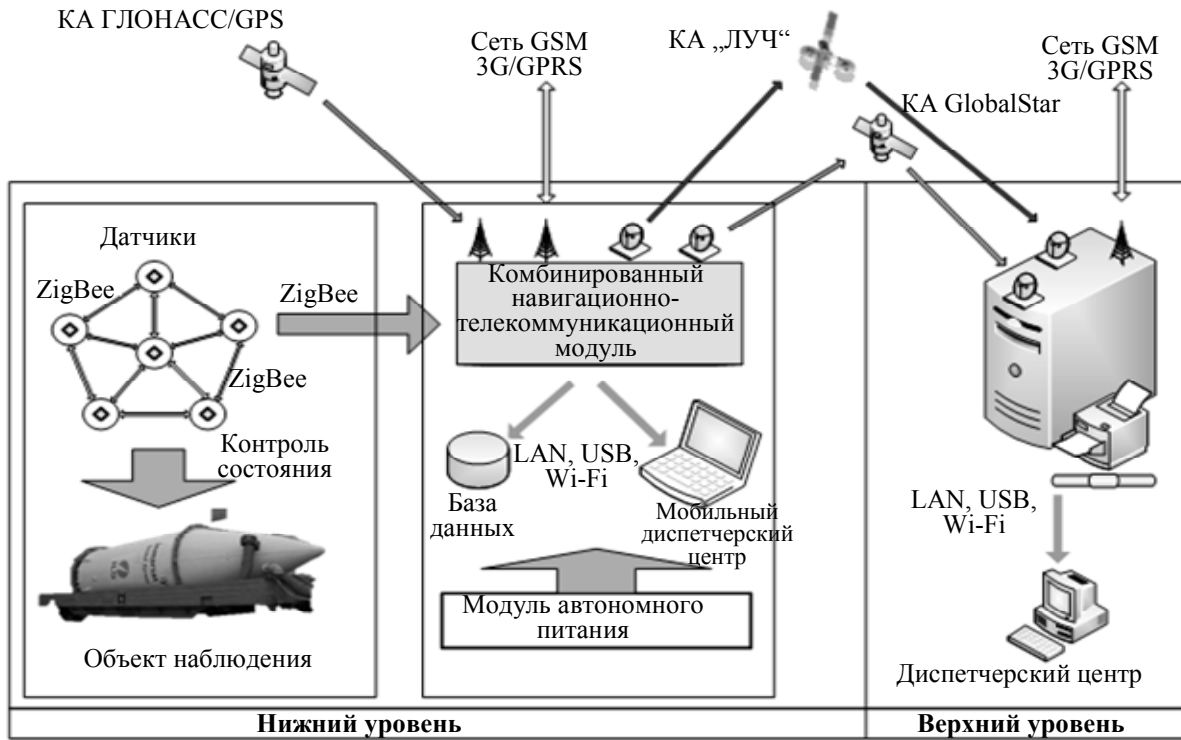 КА ГЛОНАСС/GPS
Сеть GSM
3G/GPRS
КА „ЛУЧ“
Сеть GSM
3G/GPRS
КА GlobalStar
Датчики
ZigBee
ZigBee
ZigBee
Контроль
состояния
Объект наблюдения
Комбинированный
навигационно-
телекоммуникационный
модуль
LAN, USB,
Wi-Fi
База
данных
Мобильный
диспетчерский
центр
Модуль автономного
питания
LAN, USB,
Wi-Fi
Диспетчерский центр
Нижний уровень
Верхний уровень